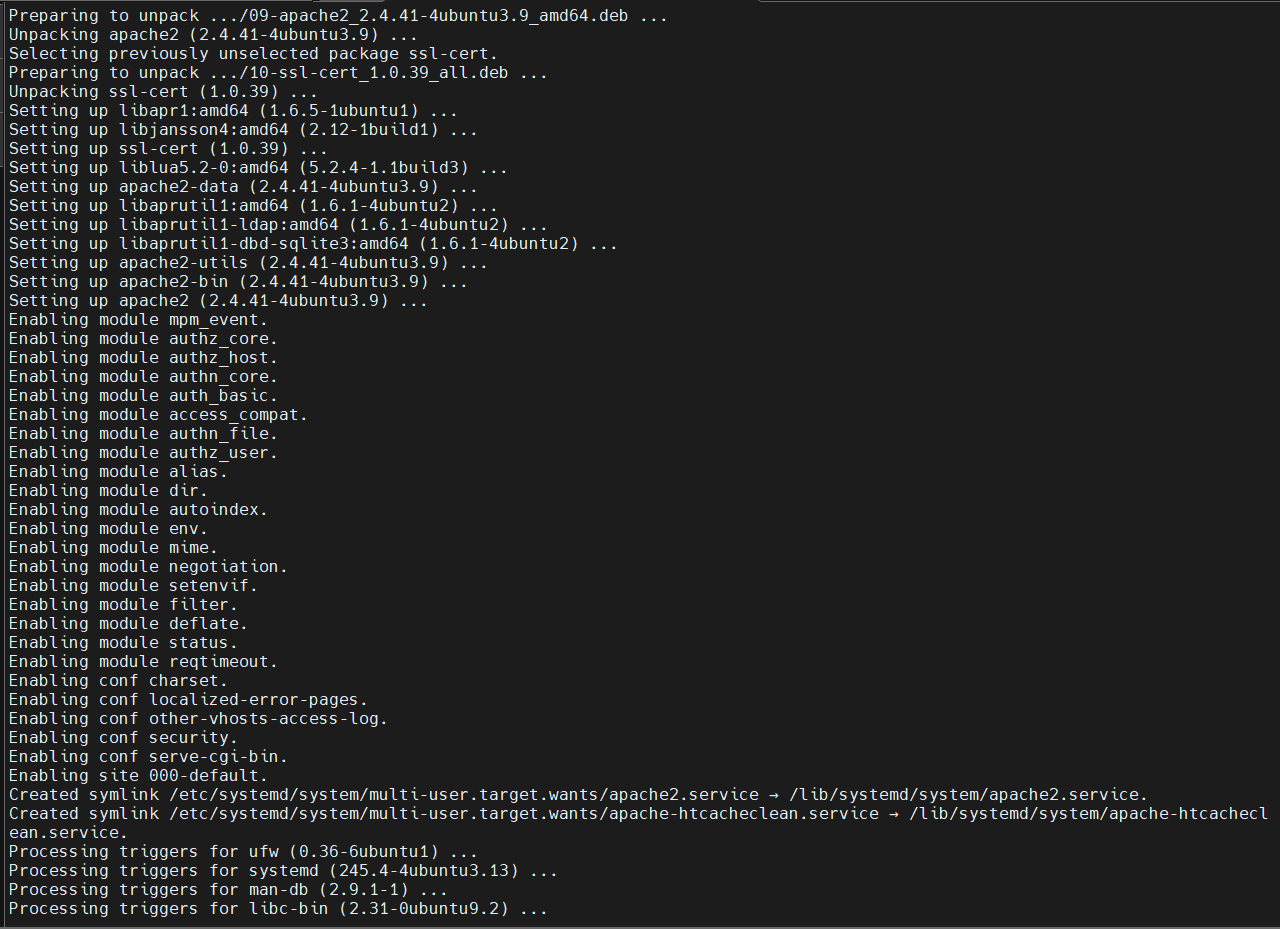 Preparing to unpack .../09-apache2_2.4.41-4ubuntu3.9_amd64.deb ...
Unpacking apache2 (2.4.41-4ubuntu3.9) ...
Selecting previously unselected package ssl-cert.
Preparing to unpack .../10-ssl-cert_1.0.39_all.deb ...
Unpacking ssl-cert (1.0.39) ...
Setting up libapr1:amd64 (1.6.5-1ubuntu1) ...
Setting up libjansson4:amd64 (2.12-1build1) ...
Setting up ssl-cert (1.0.39) ...
Setting up liblua5.2-0:amd64 (5.2.4-1.1build3) ...
Setting up apache2-data (2.4.41-4ubuntu3.9) ...
Setting up libaprutil1:amd64 (1.6.1-4ubuntu2) ...
Setting up libaprutil1-ldap:amd64 (1.6.1-4ubuntu2) ...
Setting up libaprutil1-dbd-sqlite3:amd64 (1.6.1-4ubuntu2) ...
Setting up apache2-utils (2.4.41-4ubuntu3.9) ...
Setting up apache2-bin (2.4.41-4ubuntu3.9) ...
Setting up apache2 (2.4.41-4ubuntu3.9) ...
Enabling module mpm_event.
Enabling module authz_core.
Enabling module authz_host.
Enabling module authn_core.
Enabling module auth_basic.
Enabling module access_compat.
Enabling module authn_file.
Enabling module authz_user.
Enabling module alias.
Enabling module dir.
Enabling module autoindex.
Enabling module env.
Enabling module mime.
Enabling module negotiation.
Enabling module setenvif.
Enabling module filter.
Enabling module deflate.
Enabling module status.
Enabling module reqtimeout.
Enabling conf charset.
Enabling conf localized-error-pages.
Enabling conf other-vhosts-access-log.
Enabling conf security.
Enabling conf serve-cgi-bin.
Enabling site 000-default.
Created symlink /etc/systemd/system/multi-user.target.wants/apache2.service → /lib/systemd/system/apache2.service.
Created symlink /etc/systemd/system/multi-user.target.wants/apache-htcacheclean.service → /lib/systemd/system/apache-htcachecl
ean.service.
Processing triggers for ufw (0.36-6ubuntu1) ...
Processing triggers for systemd (245.4-4ubuntu3.13) ...
Processing triggers for man-db (2.9.1-1) ...
Processing triggers for libc-bin (2.31-0ubuntu9.2) ...